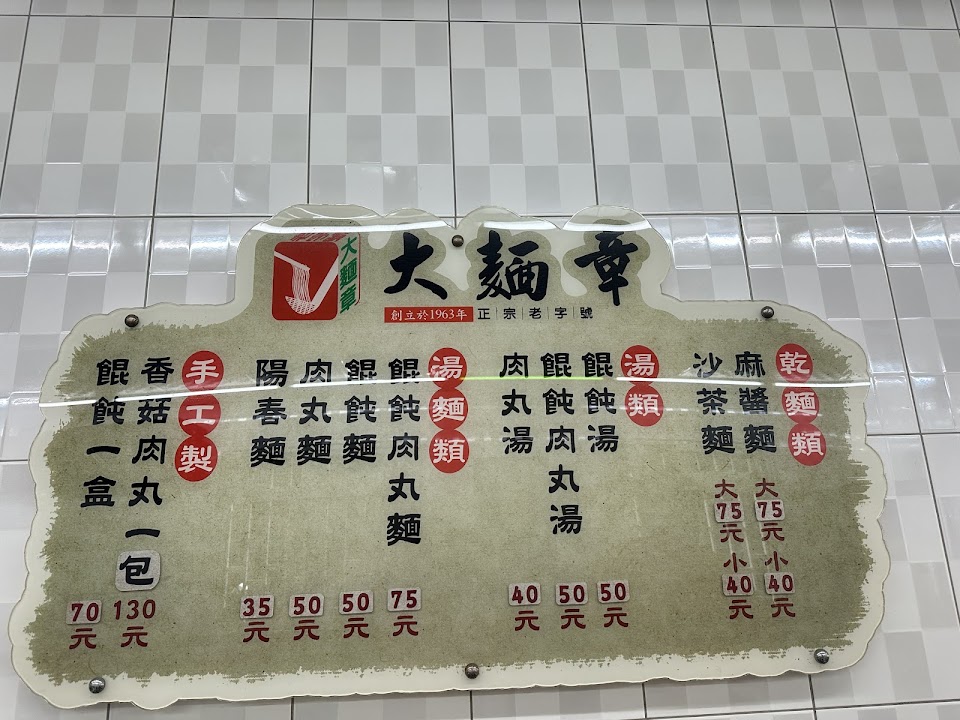 大麵章
大麵章
創立於1963年 正宗老字號
乾麵類
麻醬麵 大75元 小40元
沙茶麵 大75元 小40元
湯類
餛飩湯 50元
餛飩肉丸湯 50元
肉丸湯 40元
湯麵類
餛飩肉丸麵 75元
餛飩麵 50元
肉丸麵 50元
陽春麵 35元
手工製
香菇肉丸一包 130元
餛飩一盒 70元